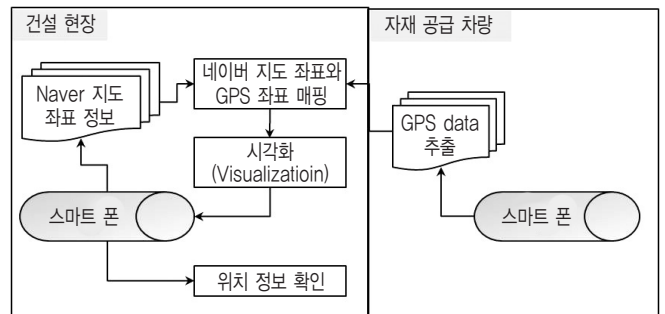 건설 현장
자재 공급 차량
Naver 지도
좌표 정보
네이버 지도 좌표와
GPS 좌표 매핑
GPS data
추출
시각화
(Visualizatioin)
스마트 폰
스마트 폰
위치 정보 확인